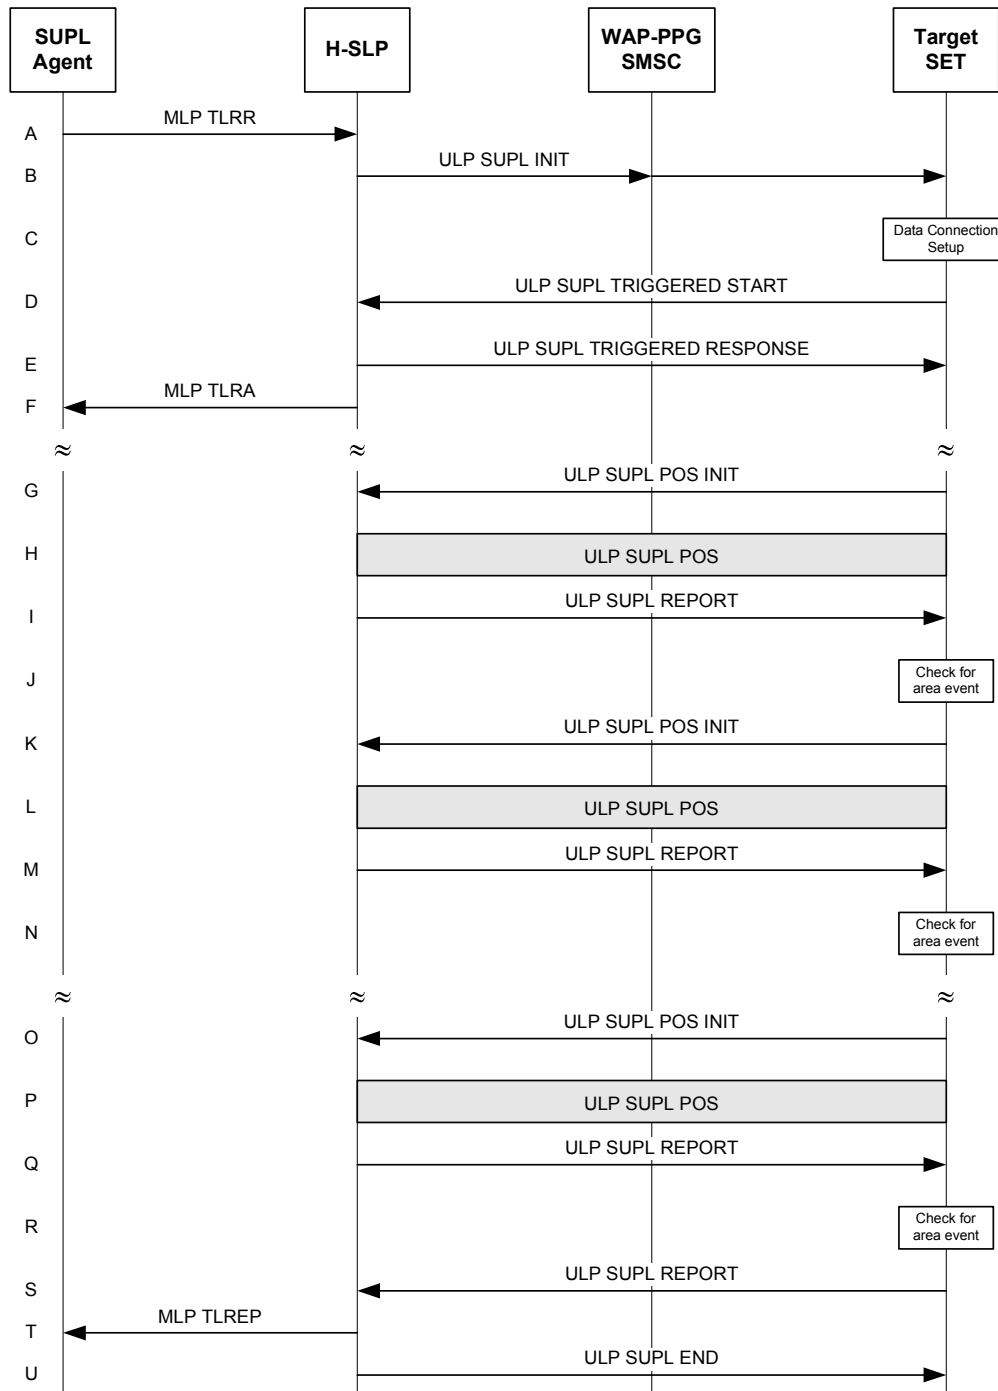 SUPL
Agent
H-SLP
WAP-PPG
SMSC
Target
SET
A
MLP TLRR
B
ULP SUPL INIT
C
Data Connection
Setup
D
ULP SUPL TRIGGERED START
E
ULP SUPL TRIGGERED RESPONSE
F
MLP TLRA
≈ ≈ ≈
G
ULP SUPL POS INIT
H
ULP SUPL POS
I
ULP SUPL REPORT
J
Check for
area event
K
ULP SUPL POS INIT
L
ULP SUPL POS
M
ULP SUPL REPORT
N
Check for
area event
≈ ≈ ≈
O
ULP SUPL POS INIT
P
ULP SUPL POS
Q
ULP SUPL REPORT
R
Check for
area event
S
ULP SUPL REPORT
T
MLP TLREP
U
ULP SUPL END